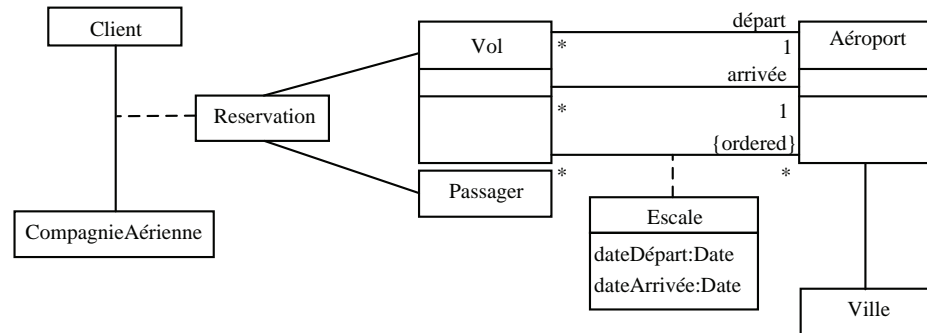 Client
Vol
départ
Aéroport
*
1
arrivée
Reservation
*
1
{ordered}
Passager
*
*
Escale
CompagnieAérienne
dateDépart:Date
dateArrivée:Date
Ville